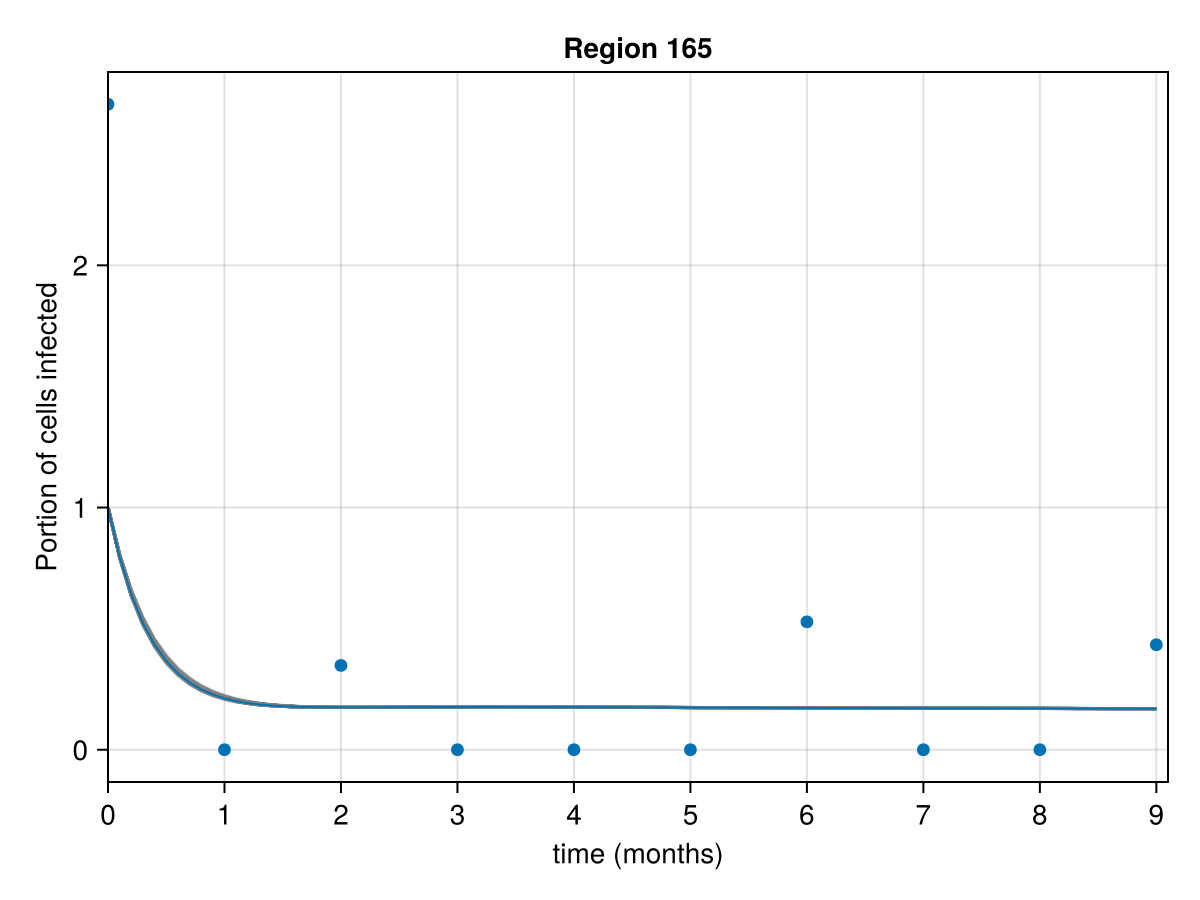 Region 165
Portion of cells infected
2
1
0
0 1 2 3 4 5 6 7 8 9
time (months)